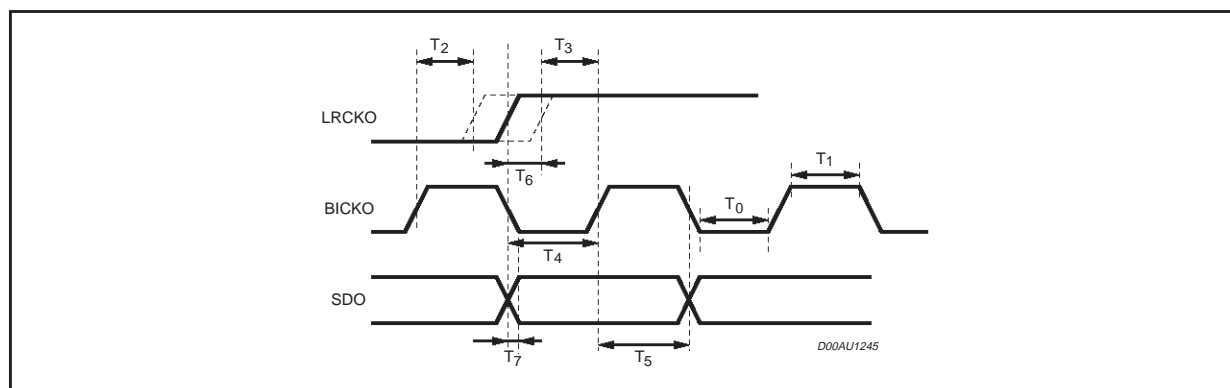 T2 T3
LRCKO
T6 T1
BICKO
T0
T4
SDO
D00AU1245
T7 T5